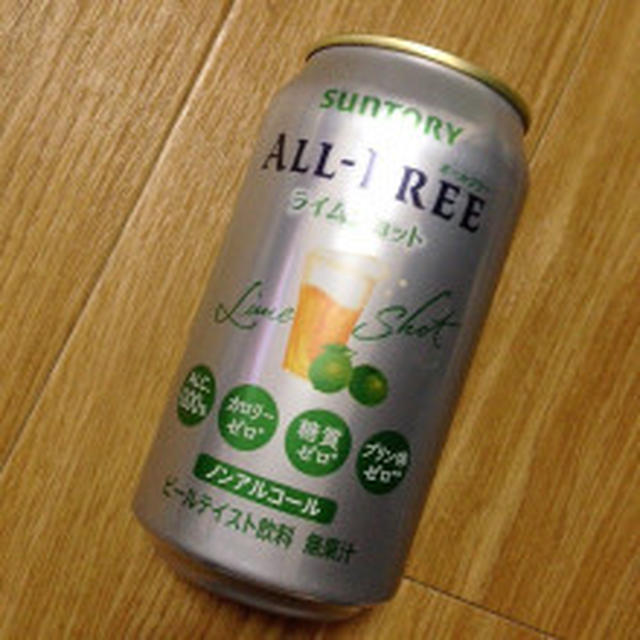 SUNTORY
ALL-FREE
オールフリー
ライムショット
Lime Shot
ALC.
0.00%
カロリー
ゼロ*
糖質
ゼロ*
プリン体
ゼロ**
ノンアルコール
ビールテイスト飲料 無果汁